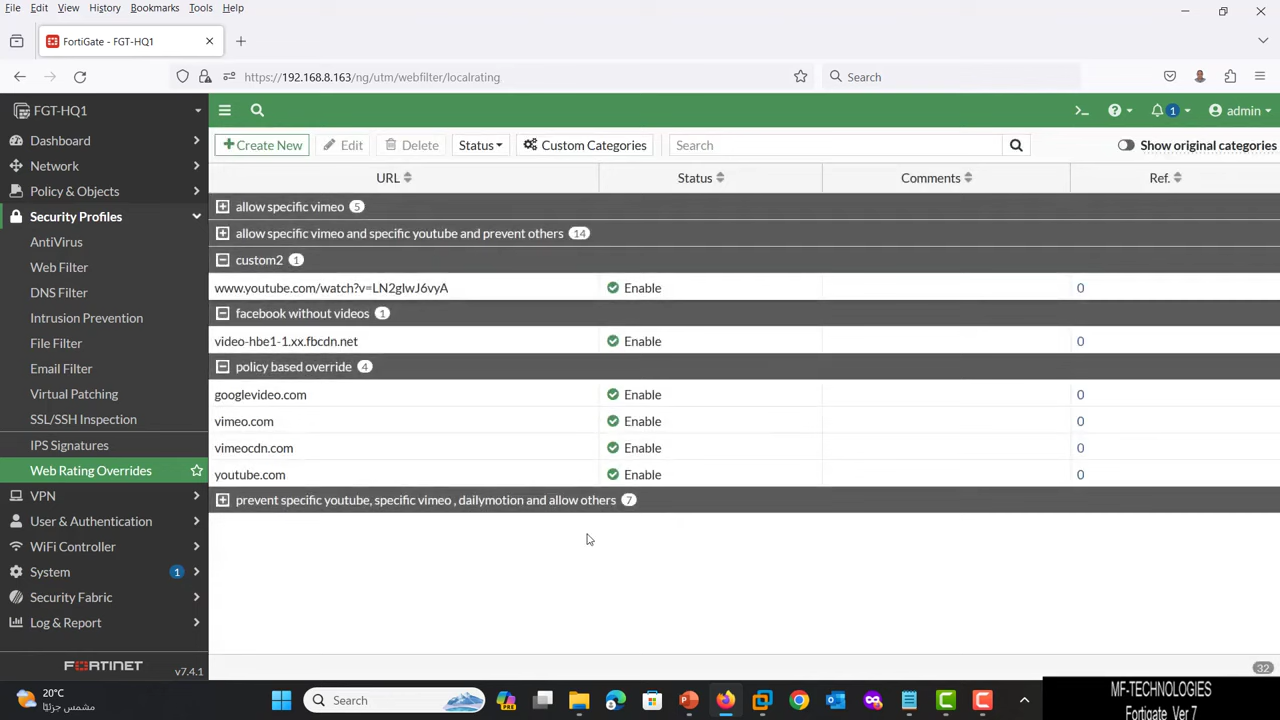 File Edit View History Bookmarks Tools Help
FortiGate - FGT-HQ1
https://192.168.8.163/ng/utm/webfilter/localrating
Search
FGT-HQ1
1
admin
Dashboard
Network
Policy & Objects
Security Profiles
AntiVirus
Web Filter
DNS Filter
Intrusion Prevention
File Filter
Email Filter
Virtual Patching
SSL/SSH Inspection
IPS Signatures
Web Rating Overrides
VPN
User & Authentication
WiFi Controller
System 1
Security Fabric
Log & Report
FORTINET v7.4.1
Create New Edit Delete Status Custom Categories Search Show original categories
URL Status Comments Ref.
allow specific vimeo 5
allow specific vimeo and specific youtube and prevent others 14
custom2 1
www.youtube.com/watch?v=LN2glwJ6vyA Enable 0
facebook without videos 1
video-hbe1-1.xx.fbcdn.net Enable 0
policy based override 4
googlevideo.com Enable 0
vimeo.com Enable 0
vimeocdn.com Enable 0
youtube.com Enable 0
prevent specific youtube, specific vimeo , dailymotion and allow others 7
32
20°C
مشمس جزئيًا
Search
MF-TECHNOLOGIES
Fortigate Ver 7